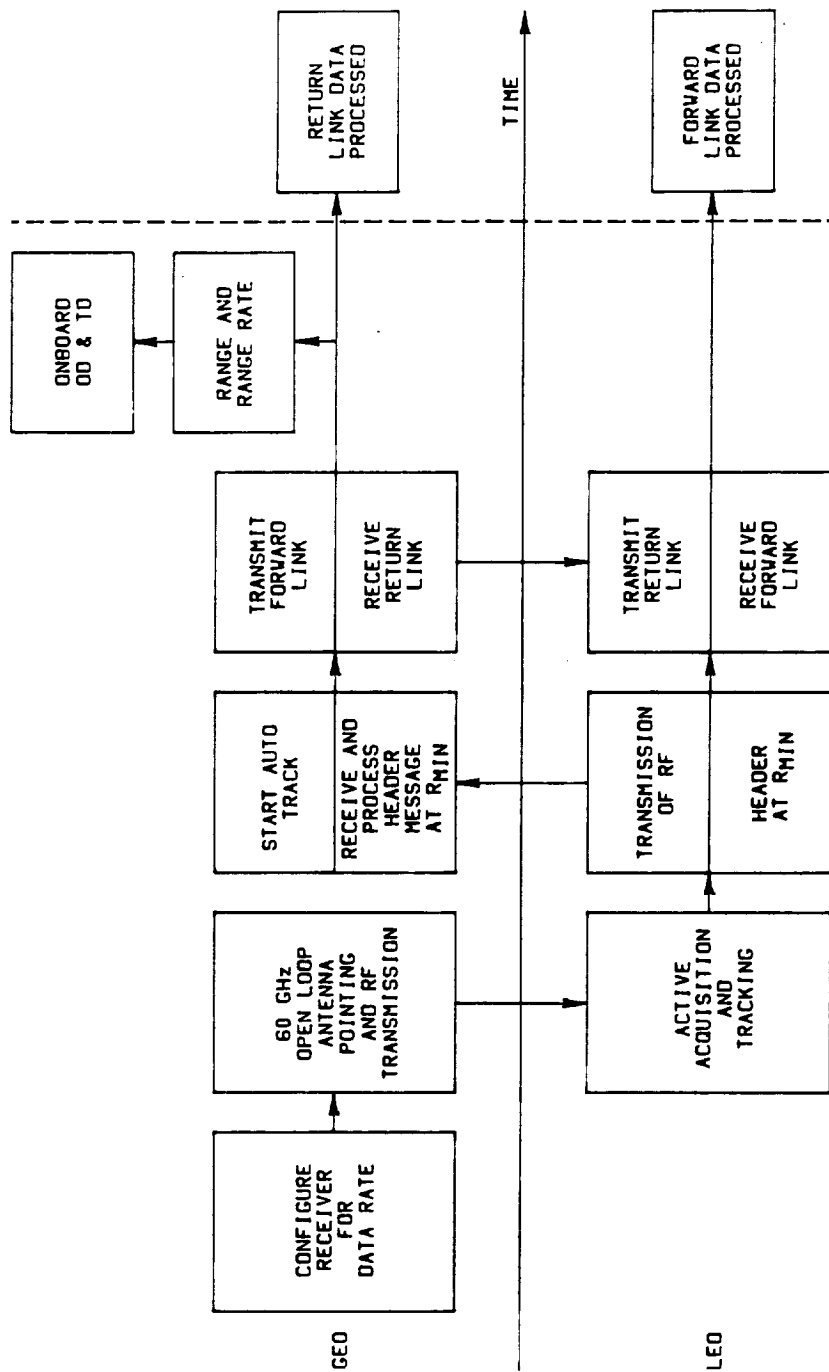 ONBOARD
OD & TD
RANGE AND
RANGE RATE
RETURN
LINK DATA
PROCESSED
GEO
CONFIGURE
RECEIVER
FOR
DATA RATE
60 GHz
OPEN LOOP
ANTENNA
POINTING
AND RF
TRANSMISSION
START AUTO
TRACK
RECEIVE AND
PROCESS
HEADER
MESSAGE
AT RMIN
TRANSMIT
FORWARD
LINK
RECEIVE
RETURN
LINK
TIME
LEO
ACTIVE
ACQUISITION
AND
TRACKING
TRANSMISSION
OF RF
HEADER
AT RMIN
TRANSMIT
RETURN
LINK
RECEIVE
FORWARD
LINK
FORWARD
LINK DATA
PROCESSED